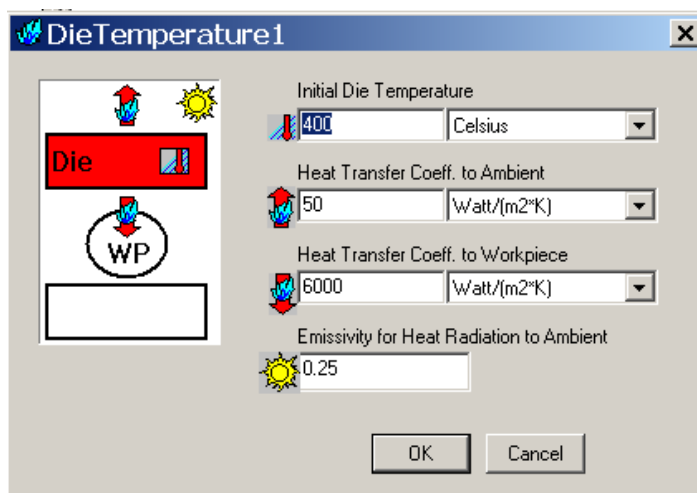 DieTemperature1
Die
WP
Initial Die Temperature
400 Celsius
Heat Transfer Coeff. to Ambient
50 Watt/(m2*K)
Heat Transfer Coeff. to Workpiece
6000 Watt/(m2*K)
Emissivity for Heat Radiation to Ambient
0.25
OK Cancel